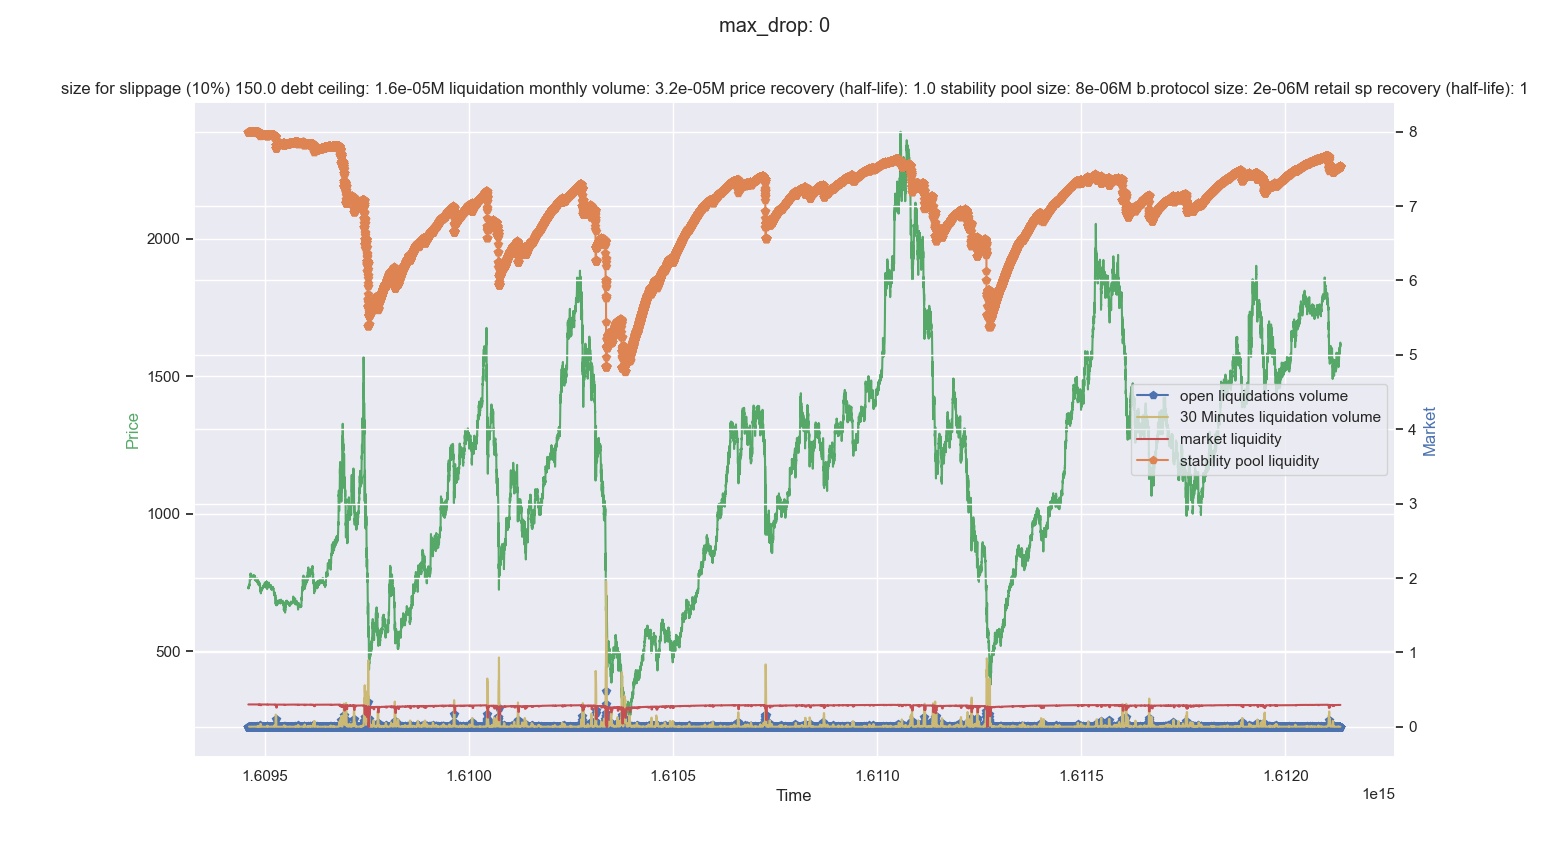 max_drop: 0
size for slippage (10%) 150.0 debt ceiling: 1.6e-05M liquidation monthly volume: 3.2e-05M price recovery (half-life): 1.0 stability pool size: 8e-06M b.protocol size: 2e-06M retail sp recovery (half-life): 1
8
7
6
5
4
3
2
1
0
2000
1500
1000
500
Price
Market
open liquidations volume
30 Minutes liquidation volume
market liquidity
stability pool liquidity
1.6095
1.6100
1.6105
1.6110
1.6115
1.6120
Time
1e15